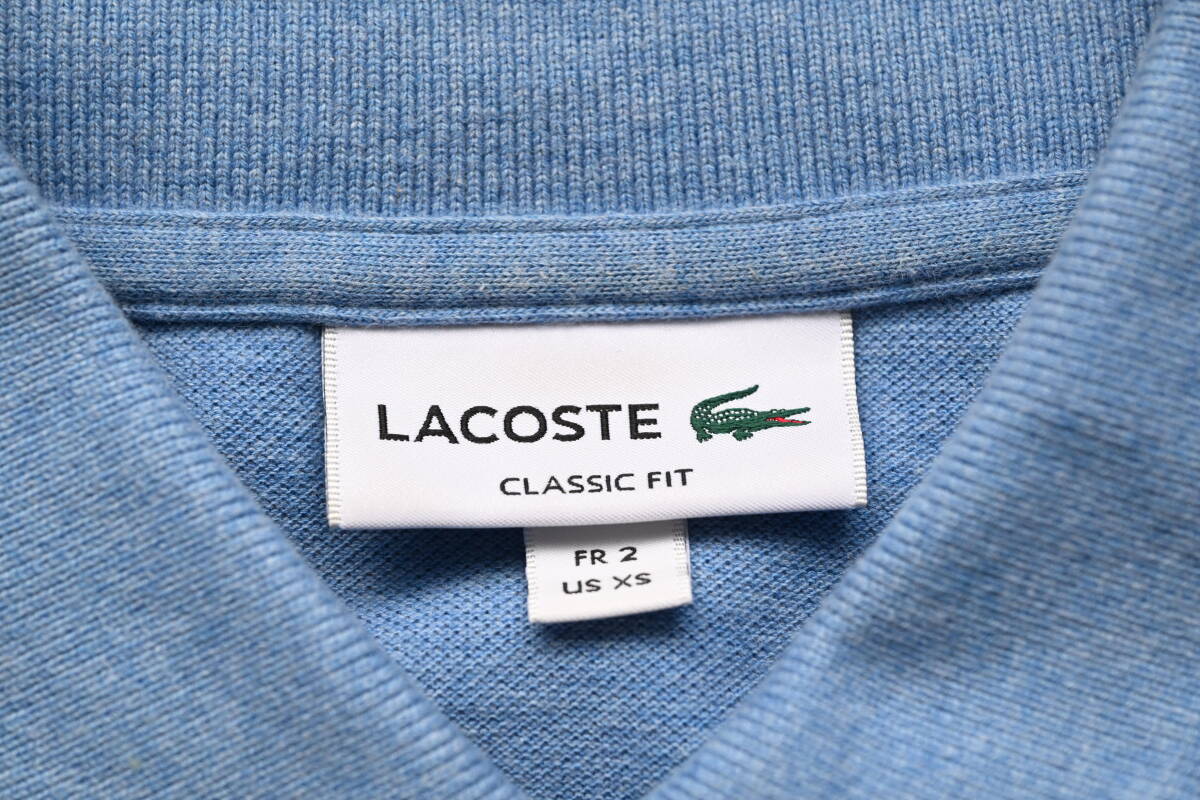 LACOSTE
CLASSIC FIT
FR 2
US XS